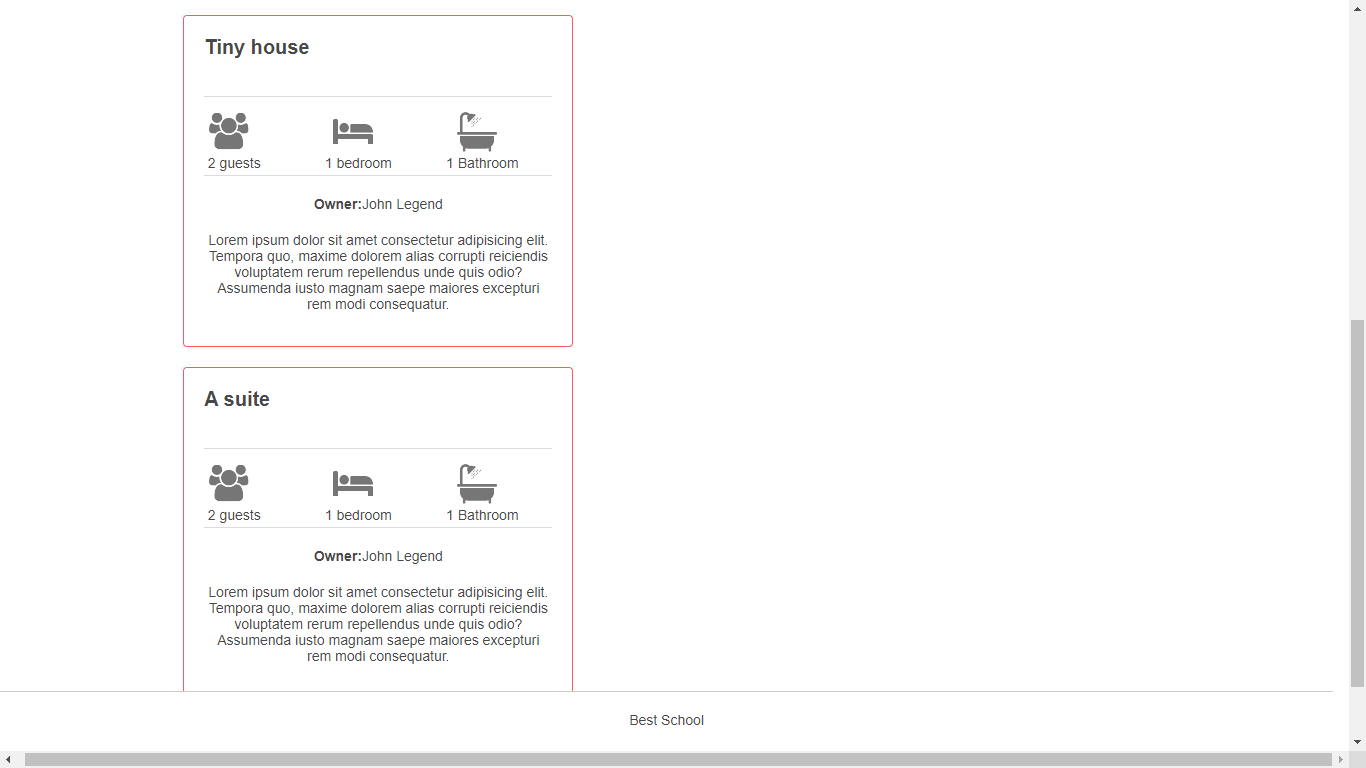 Tiny house
2 guests
1 bedroom
1 Bathroom
Owner:John Legend
Lorem ipsum dolor sit amet consectetur adipisicing elit.
Tempora quo, maxime dolorem alias corrupti reiciendis
voluptatem rerum repellendus unde quis odio?
Assumenda iusto magnam saepe maiores excepturi
rem modi consequatur.
A suite
2 guests
1 bedroom
1 Bathroom
Owner:John Legend
Lorem ipsum dolor sit amet consectetur adipisicing elit.
Tempora quo, maxime dolorem alias corrupti reiciendis
voluptatem rerum repellendus unde quis odio?
Assumenda iusto magnam saepe maiores excepturi
rem modi consequatur.
Best School